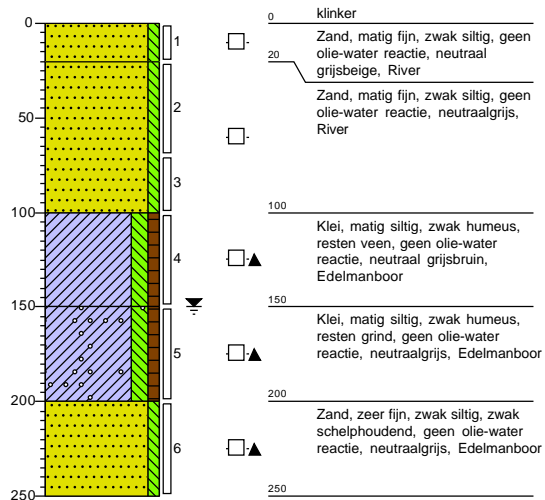 0
50
100
150
200
250
1
2
3
4
5
6
0
klinker
Zand, matig fijn, zwak siltig, geen
olie-water reactie, neutraal
grijsbeige, River
20
Zand, matig fijn, zwak siltig, geen
olie-water reactie, neutraalgrijs,
River
100
Klei, matig siltig, zwak humeus,
resten veen, geen olie-water
reactie, neutraal grijsbruin,
Edelmanboor
150
Klei, matig siltig, zwak humeus,
resten grind, geen olie-water
reactie, neutraalgrijs, Edelmanboor
200
Zand, zeer fijn, zwak siltig, zwak
schelphoudend, geen olie-water
reactie, neutraalgrijs, Edelmanboor
250